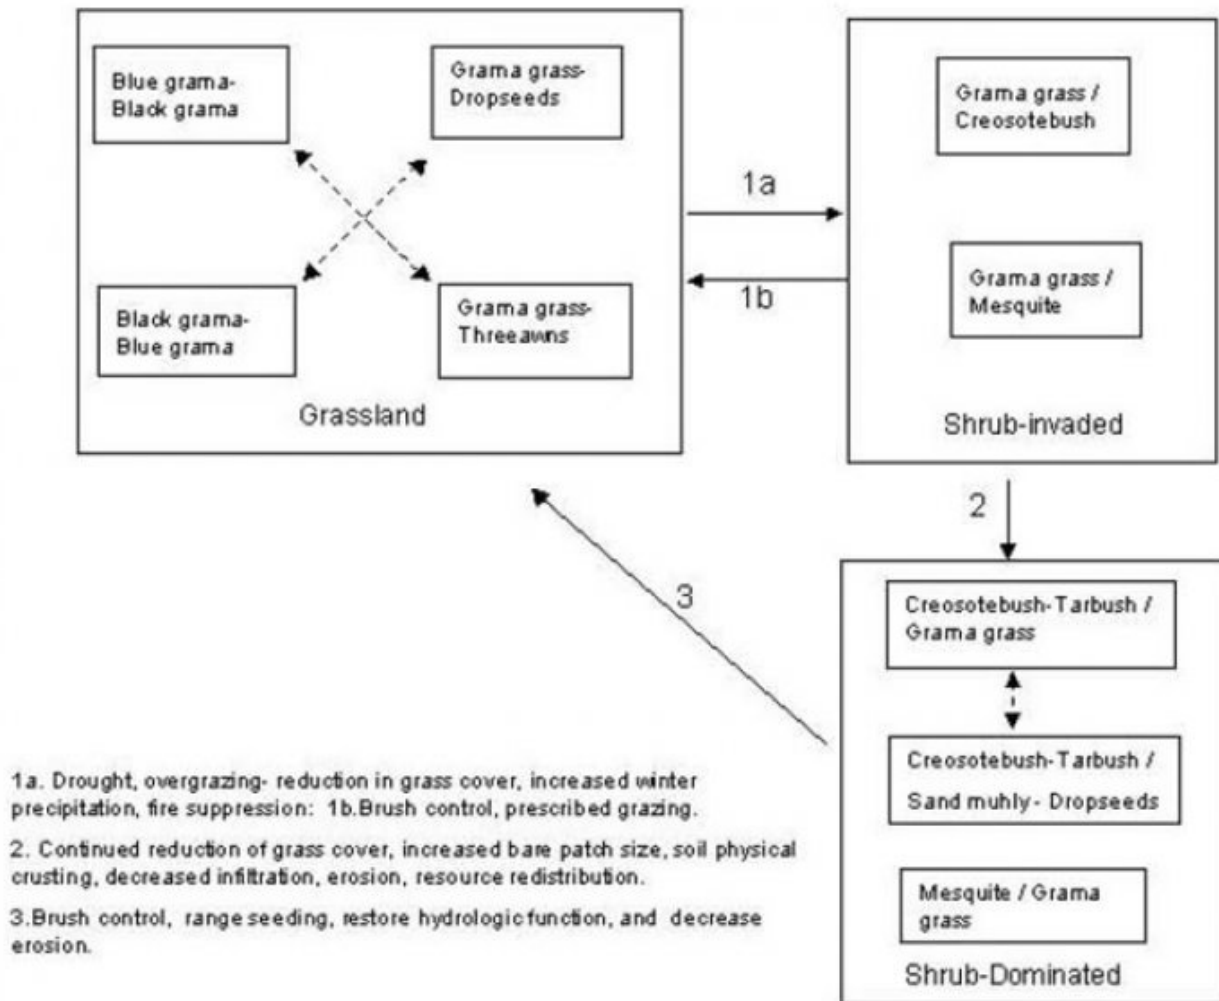 Blue grama-
Black grama
Grama grass-
Dropseeds
Black grama-
Blue grama
Grama grass-
Threeawns
Grassland
1a
1b
Grama grass /
Creosotebush
Grama grass /
Mesquite
Shrub-invaded
2
3
Creosotebush-Tarbush /
Grama grass
Creosotebush-Tarbush /
Sand muhly - Dropseeds
Mesquite / Grama
grass
Shrub-Dominated
1a. Drought, overgrazing- reduction in grass cover, increased winter
precipitation, fire suppression: 1b.Brush control, prescribed grazing.
2. Continued reduction of grass cover, increased bare patch size, soil physical
crusting, decreased infiltration, erosion, resource redistribution.
3.Brush control, range seeding, restore hydrologic function, and decrease
erosion.